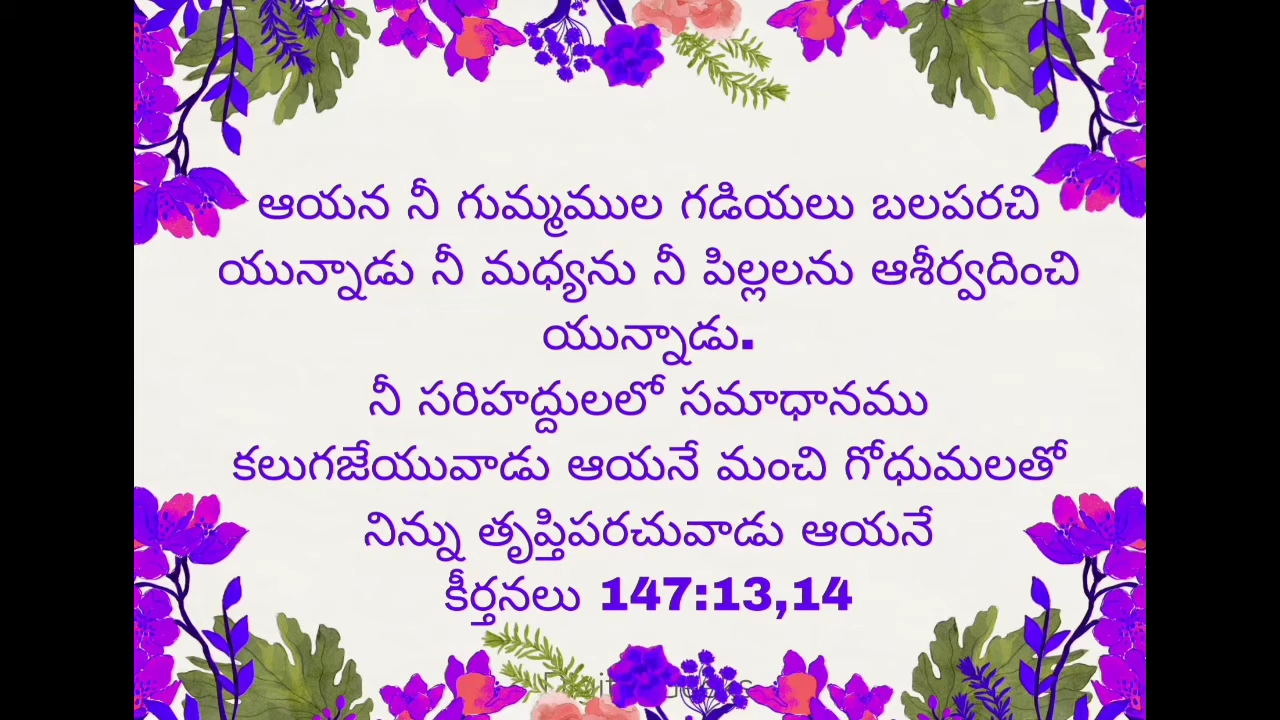 ఆయన నీ గుమ్మముల గడియలు బలపరచి
యున్నాడు నీ మధ్యను నీ పిల్లలను ఆశీర్వదించి
యున్నాడు.
నీ సరిహద్దులలో సమాధానము
కలుగజేయువాడు ఆయనే మంచి గోధుమలతో
నిన్ను తృప్తిపరచువాడు ఆయనే
కీర్తనలు 147:13,14